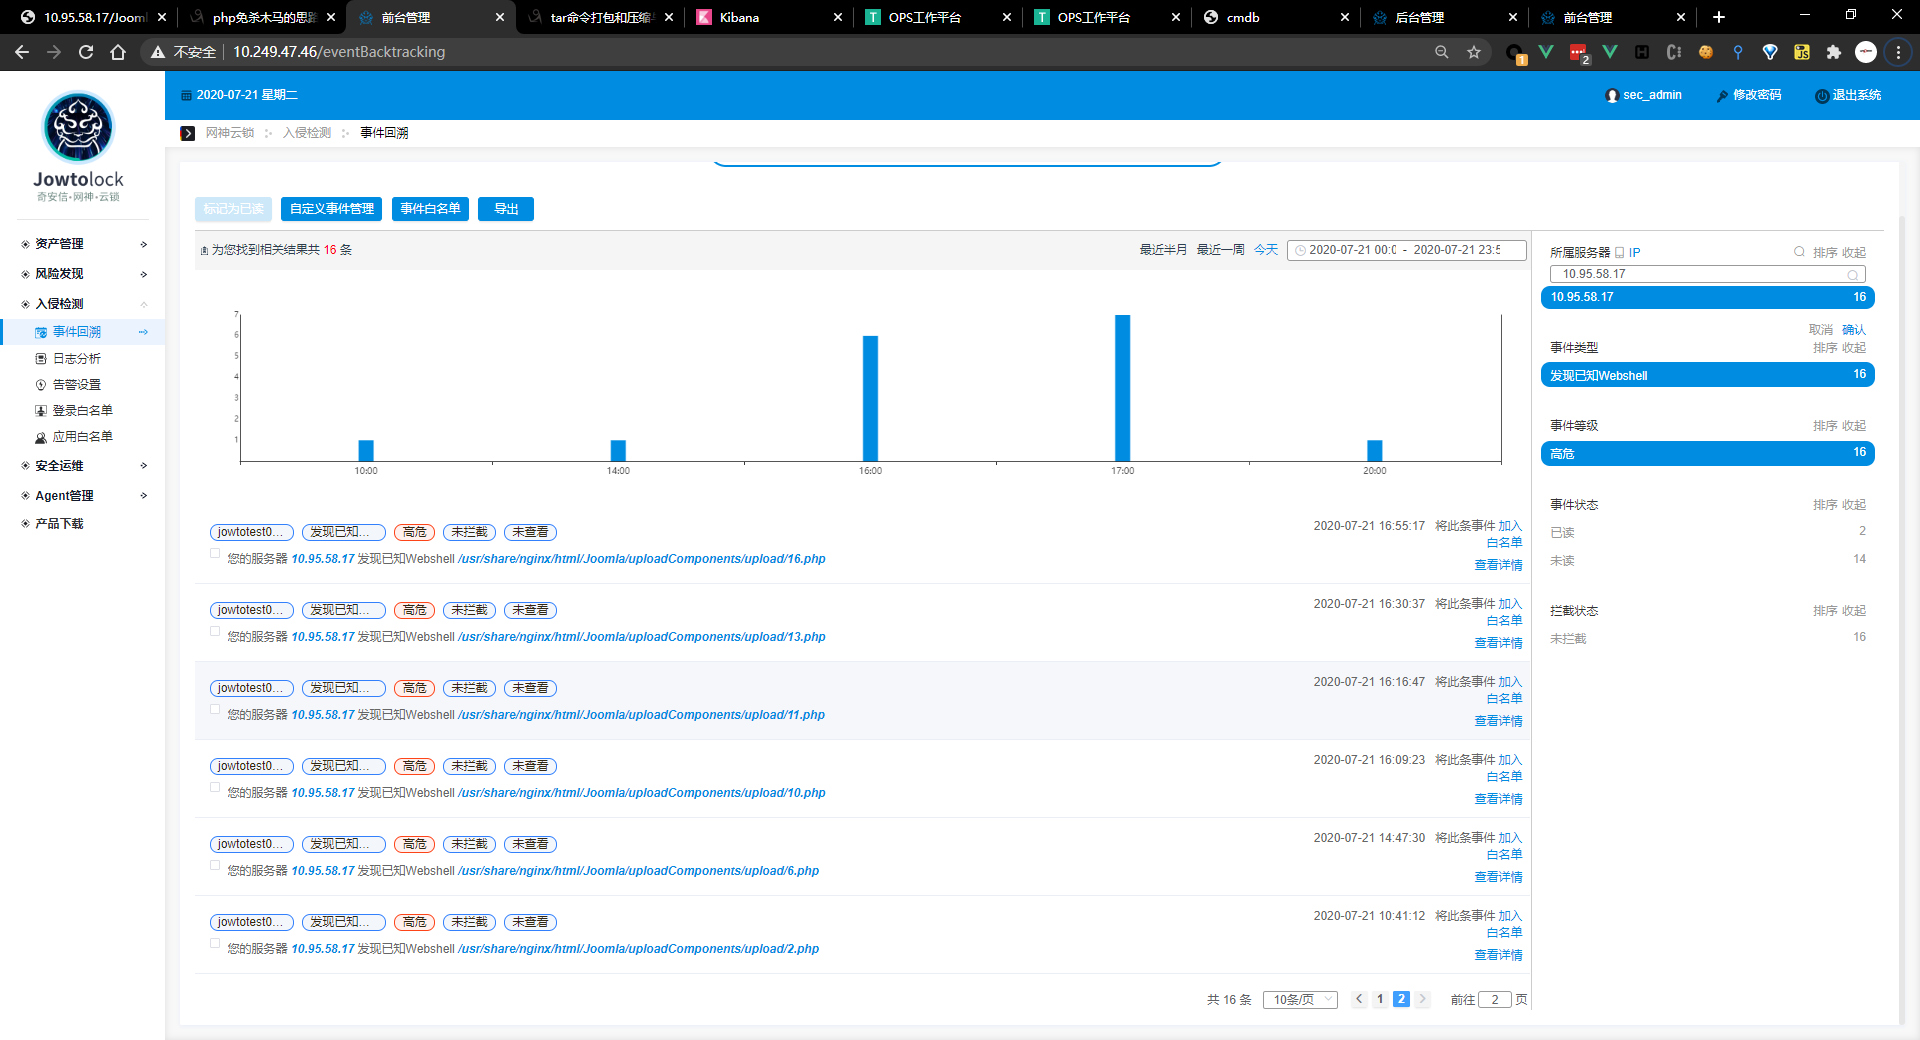 10.95.58.17/Jooml
php免杀木马的思路
前台管理
tar命令打包和压缩
Kibana
OPS工作平台
OPS工作平台
cmdb
后台管理
前台管理
不安全 10.249.47.46/eventBacktracking
1
2
Jowtolock
奇安信·网神·云锁
资产管理
风险发现
入侵检测
事件回溯
日志分析
告警设置
登录白名单
应用白名单
安全运维
Agent管理
产品下载
2020-07-21 星期二
sec_admin
修改密码
退出系统
网神云锁
入侵检测
事件回溯
标记为已读
自定义事件管理
事件白名单
导出
为您找到相关结果共 16 条
最近半月 最近一周 今天 2020-07-21 00:0 - 2020-07-21 23:5
7
6
5
4
3
2
1
10:00 14:00 16:00 17:00 20:00
jowtotest0... 发现已知... 高危 未拦截 未查看
您的服务器 10.95.58.17 发现已知Webshell /usr/share/nginx/html/Joomla/uploadComponents/upload/16.php
2020-07-21 16:55:17 将此条事件 加入
白名单
查看详情
jowtotest0... 发现已知... 高危 未拦截 未查看
您的服务器 10.95.58.17 发现已知Webshell /usr/share/nginx/html/Joomla/uploadComponents/upload/13.php
2020-07-21 16:30:37 将此条事件 加入
白名单
查看详情
jowtotest0... 发现已知... 高危 未拦截 未查看
您的服务器 10.95.58.17 发现已知Webshell /usr/share/nginx/html/Joomla/uploadComponents/upload/11.php
2020-07-21 16:16:47 将此条事件 加入
白名单
查看详情
jowtotest0... 发现已知... 高危 未拦截 未查看
您的服务器 10.95.58.17 发现已知Webshell /usr/share/nginx/html/Joomla/uploadComponents/upload/10.php
2020-07-21 16:09:23 将此条事件 加入
白名单
查看详情
jowtotest0... 发现已知... 高危 未拦截 未查看
您的服务器 10.95.58.17 发现已知Webshell /usr/share/nginx/html/Joomla/uploadComponents/upload/6.php
2020-07-21 14:47:30 将此条事件 加入
白名单
查看详情
jowtotest0... 发现已知... 高危 未拦截 未查看
您的服务器 10.95.58.17 发现已知Webshell /usr/share/nginx/html/Joomla/uploadComponents/upload/2.php
2020-07-21 10:41:12 将此条事件 加入
白名单
查看详情
共 16 条 10条/页 1 2 前往 2 页
所属服务器 IP 排序 收起
10.95.58.17
10.95.58.17 16
取消 确认
事件类型 排序 收起
发现已知Webshell 16
事件等级 排序 收起
高危 16
事件状态 排序 收起
已读 2
未读 14
拦截状态 排序 收起
未拦截 16